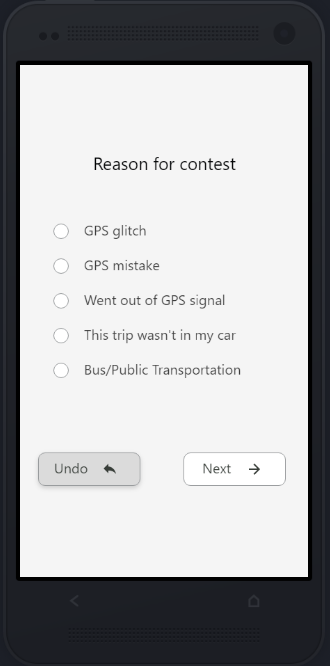 Reason for contest
GPS glitch
GPS mistake
Went out of GPS signal
This trip wasn't in my car
Bus/Public Transportation
Undo
Next